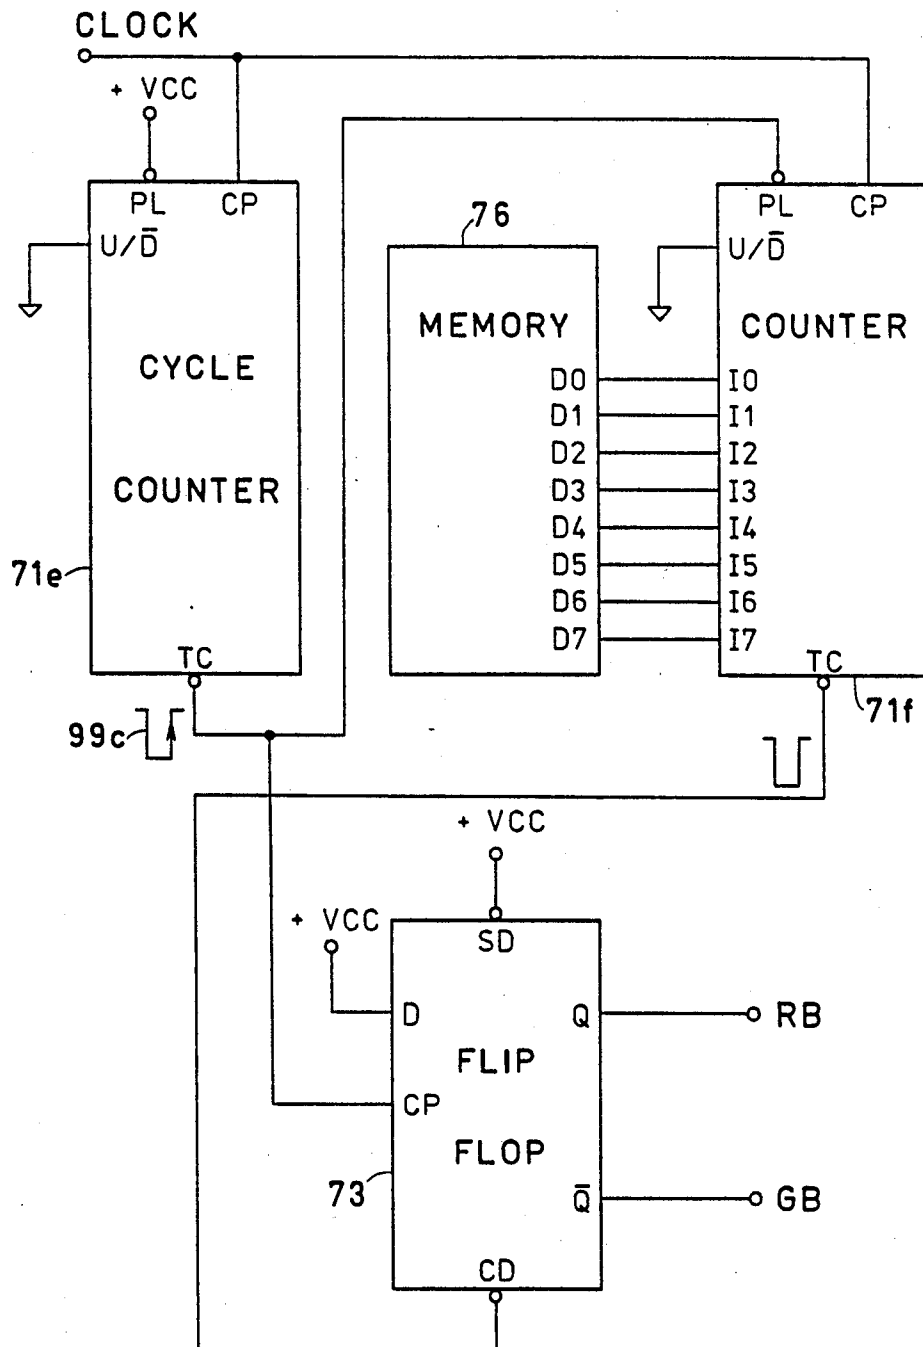 CLOCK
+ VCC
PL CP
U/D̅
CYCLE
COUNTER
71e
TC
99c
76
MEMORY
D0
D1
D2
D3
D4
D5
D6
D7
PL CP
U/D̅
COUNTER
I0
I1
I2
I3
I4
I5
I6
I7
TC
71f
+ VCC
+ VCC
SD
D
Q
RB
FLIP
CP
FLOP
73
Q̅
GB
CD